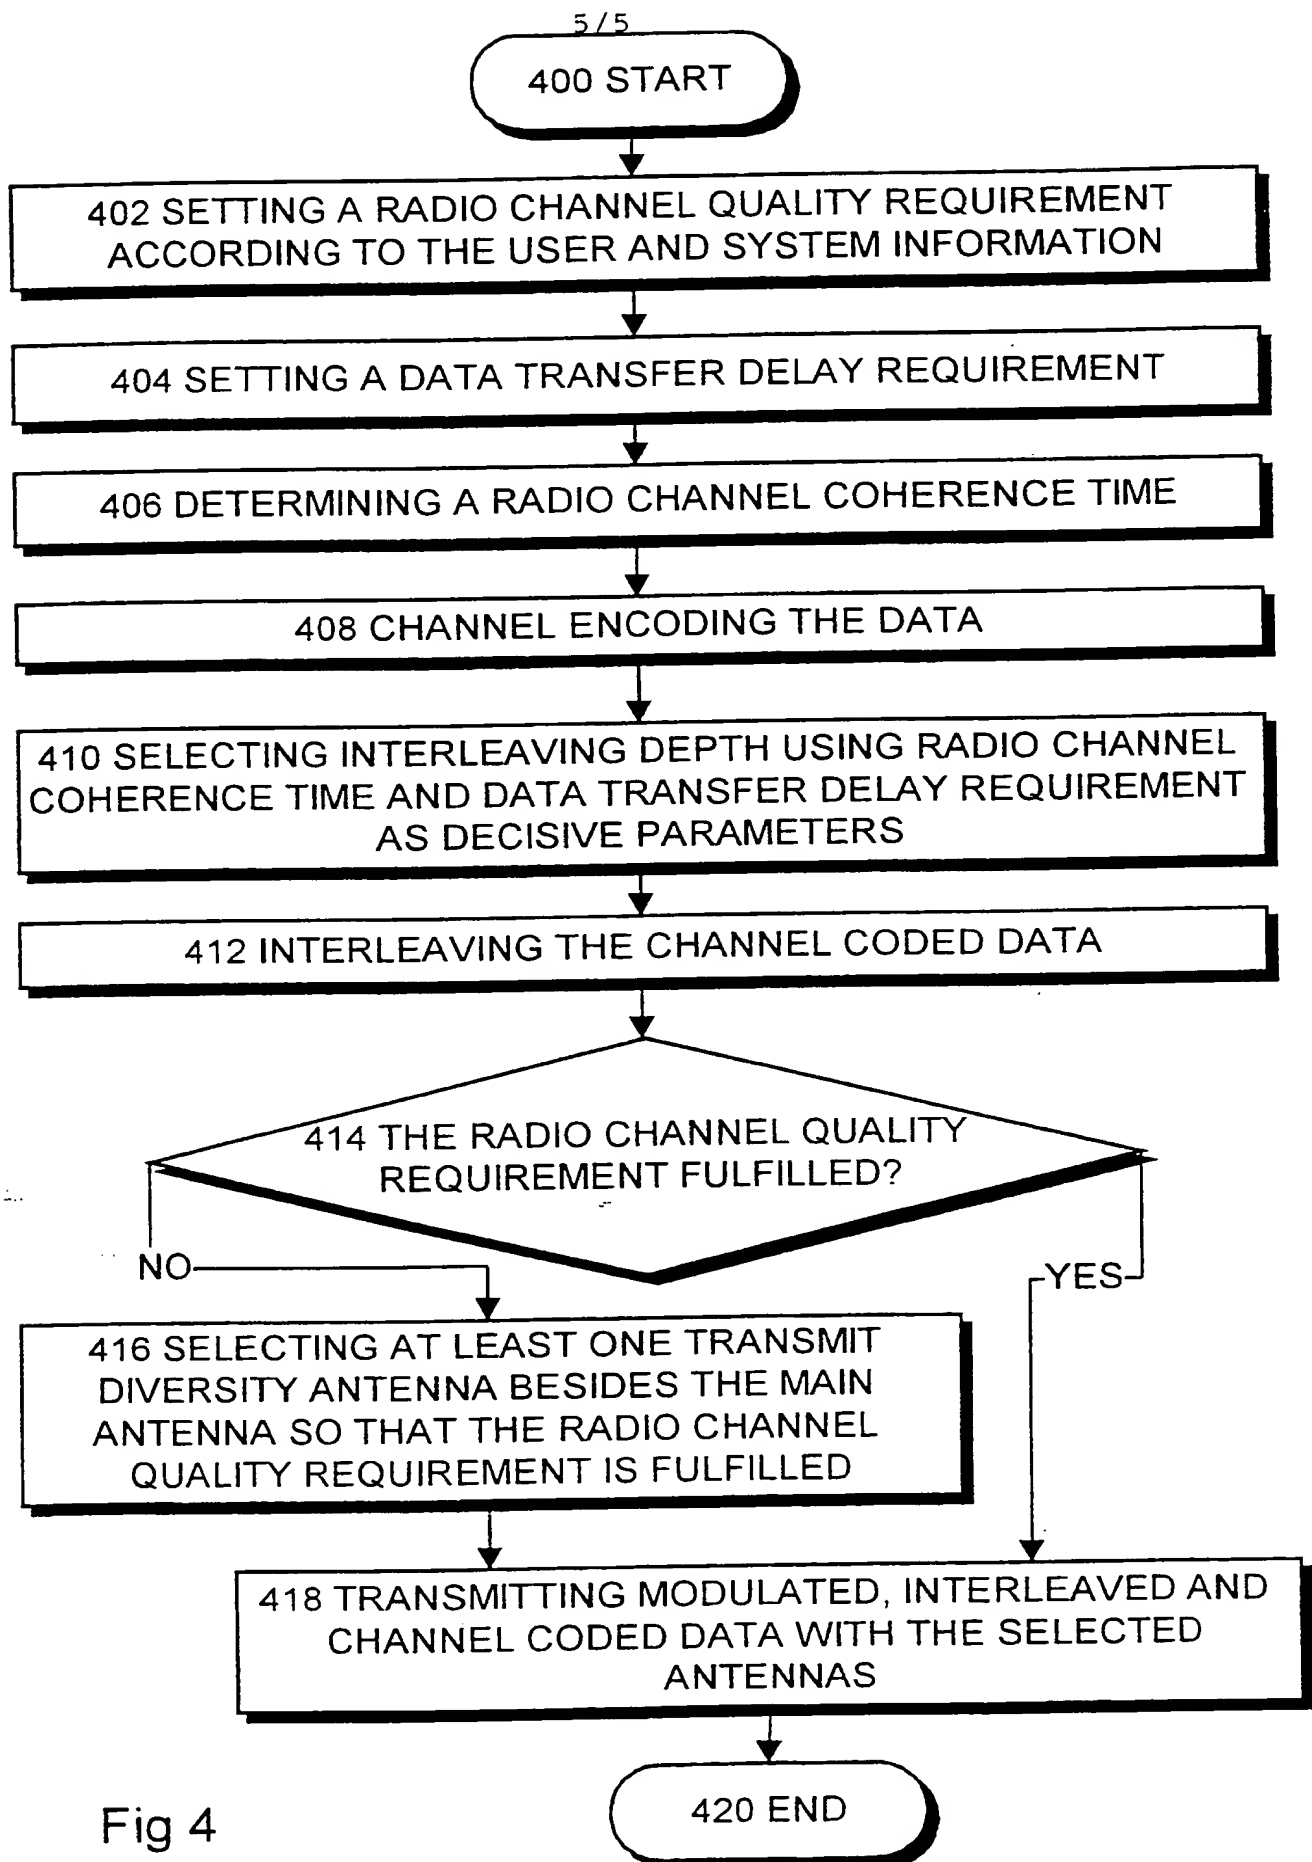 5/5
400 START
402 SETTING A RADIO CHANNEL QUALITY REQUIREMENT
ACCORDING TO THE USER AND SYSTEM INFORMATION
404 SETTING A DATA TRANSFER DELAY REQUIREMENT
406 DETERMINING A RADIO CHANNEL COHERENCE TIME
408 CHANNEL ENCODING THE DATA
410 SELECTING INTERLEAVING DEPTH USING RADIO CHANNEL
COHERENCE TIME AND DATA TRANSFER DELAY REQUIREMENT
AS DECISIVE PARAMETERS
412 INTERLEAVING THE CHANNEL CODED DATA
414 THE RADIO CHANNEL QUALITY
REQUIREMENT FULFILLED?
NO
YES
416 SELECTING AT LEAST ONE TRANSMIT
DIVERSITY ANTENNA BESIDES THE MAIN
ANTENNA SO THAT THE RADIO CHANNEL
QUALITY REQUIREMENT IS FULFILLED
418 TRANSMITTING MODULATED, INTERLEAVED AND
CHANNEL CODED DATA WITH THE SELECTED
ANTENNAS
420 END
Fig 4